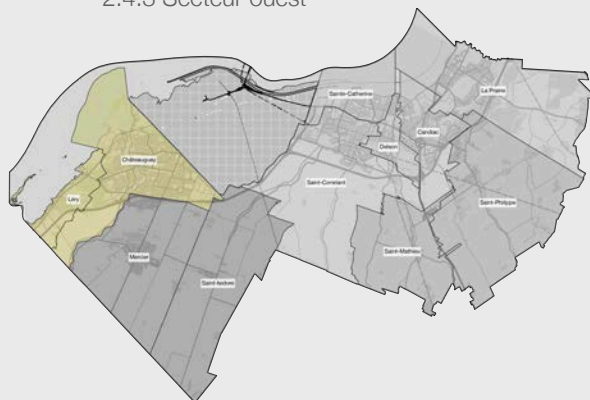 2.4.3 Secteur ouest
La Prairie
Sainte-Catherine
Candiac
Delson
Châteauguay
Saint-Constant
Léry
Saint-Philippe
Saint-Mathieu
Mercier
Saint-Isidore